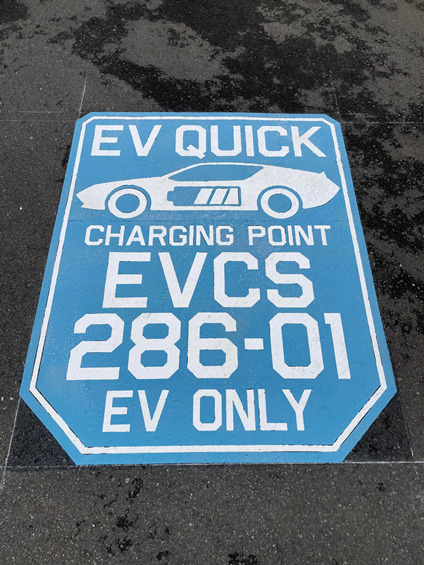 EV QUICK
CHARGING POINT
EVCS
286-01
EV ONLY